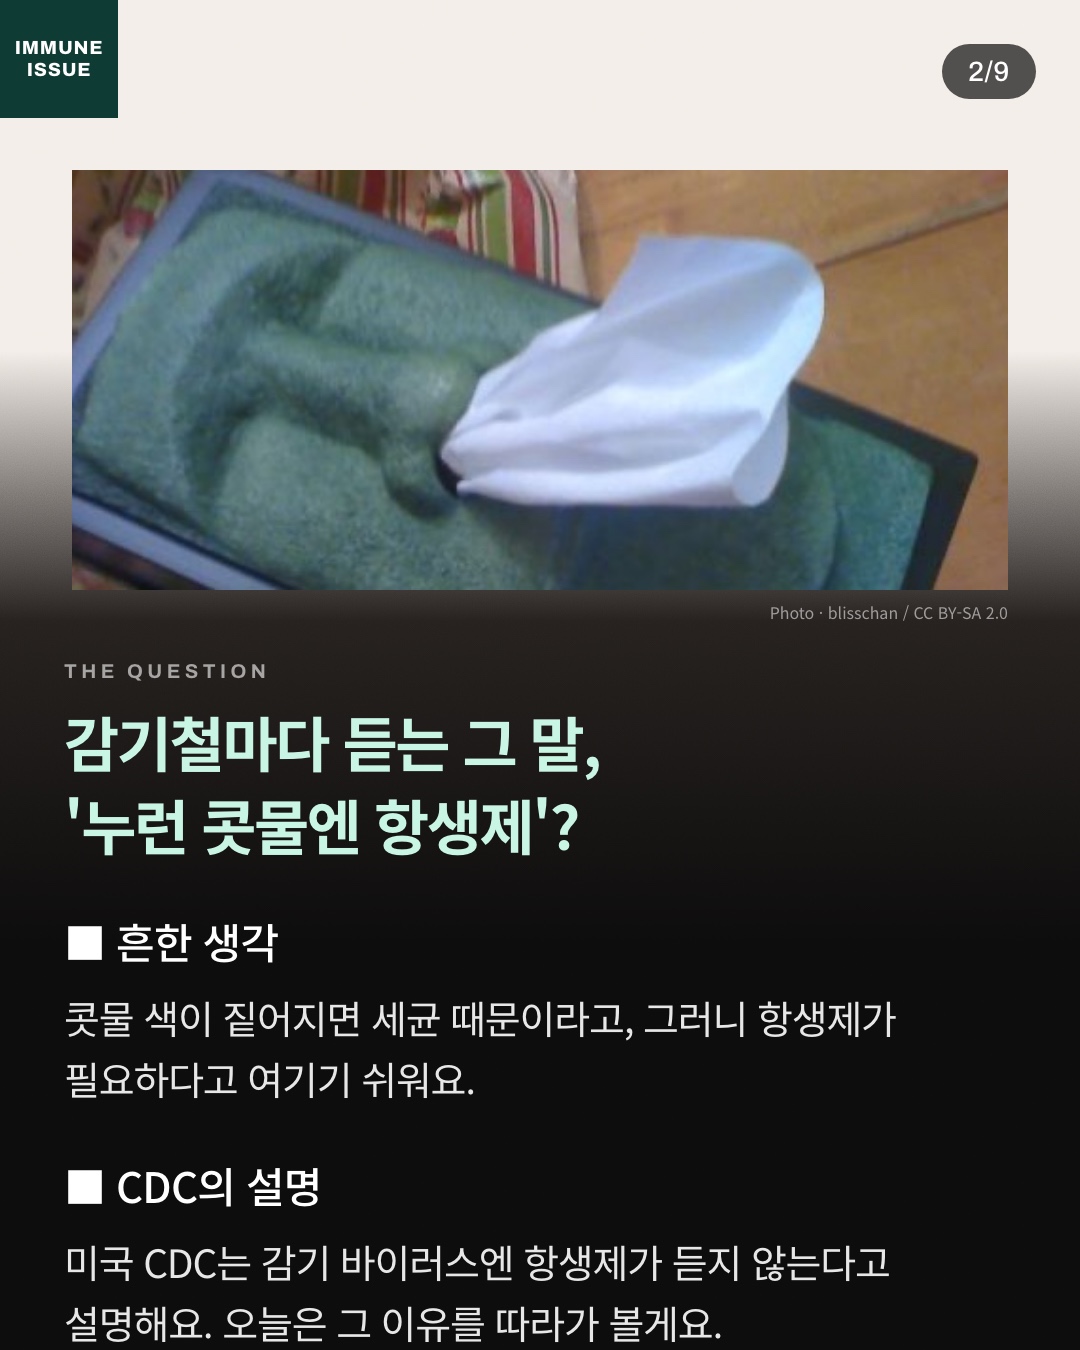 IMMUNE
ISSUE
2/9
Photo · blisschan / CC BY-SA 2.0
THE QUESTION
감기철마다 듣는 그 말,
'누런 콧물엔 항생제'?
■ 흔한 생각
콧물 색이 짙어지면 세균 때문이라고, 그러니 항생제가
필요하다고 여기기 쉬워요.
■ CDC의 설명
미국 CDC는 감기 바이러스엔 항생제가 듣지 않는다고
설명해요. 오늘은 그 이유를 따라가 볼게요.